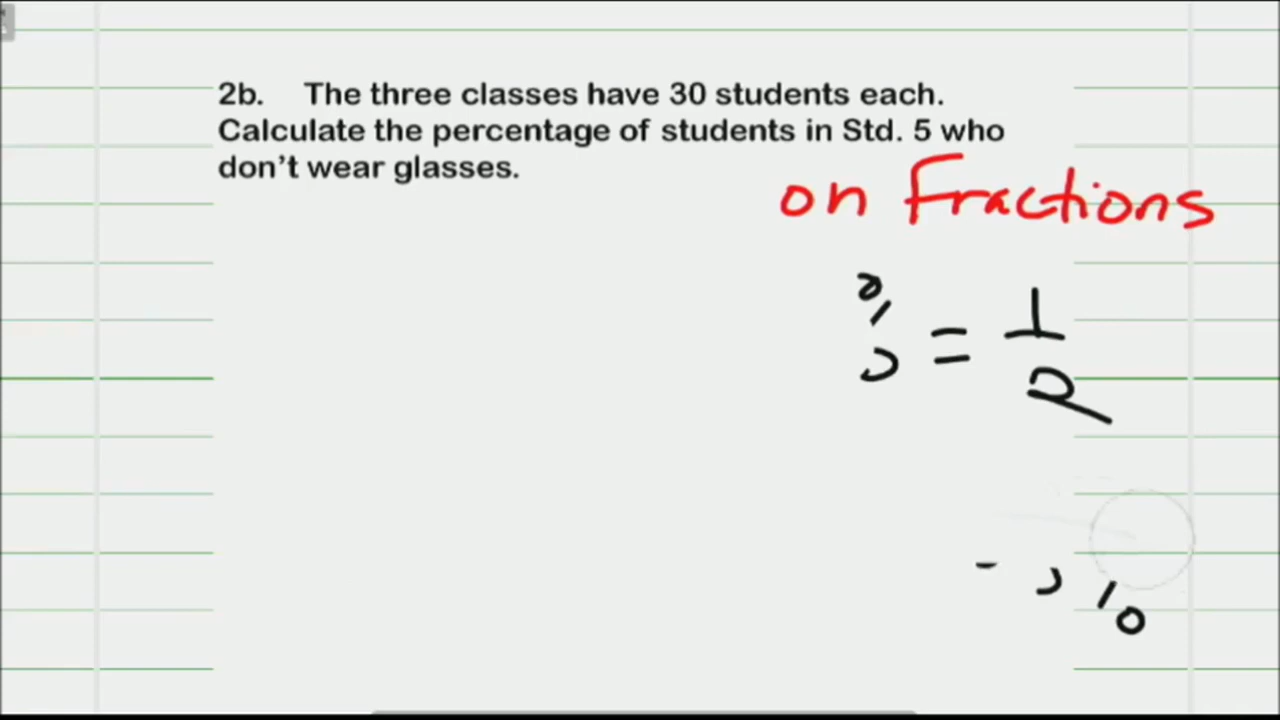 2b. The three classes have 30 students each.
Calculate the percentage of students in Std. 5 who
don't wear glasses.
on Fractions
= 1